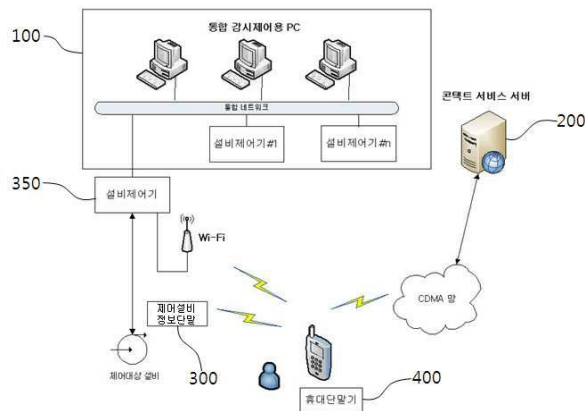 100
통합 감시제어용 PC
통합 네트워크
설비제어기#1
설비제어기#n
콘택트 서비스 서버
200
350
설비제어기
Wi-Fi
CDMA 망
제어설비
정보단말
300
제어대상 설비
400
휴대단말기